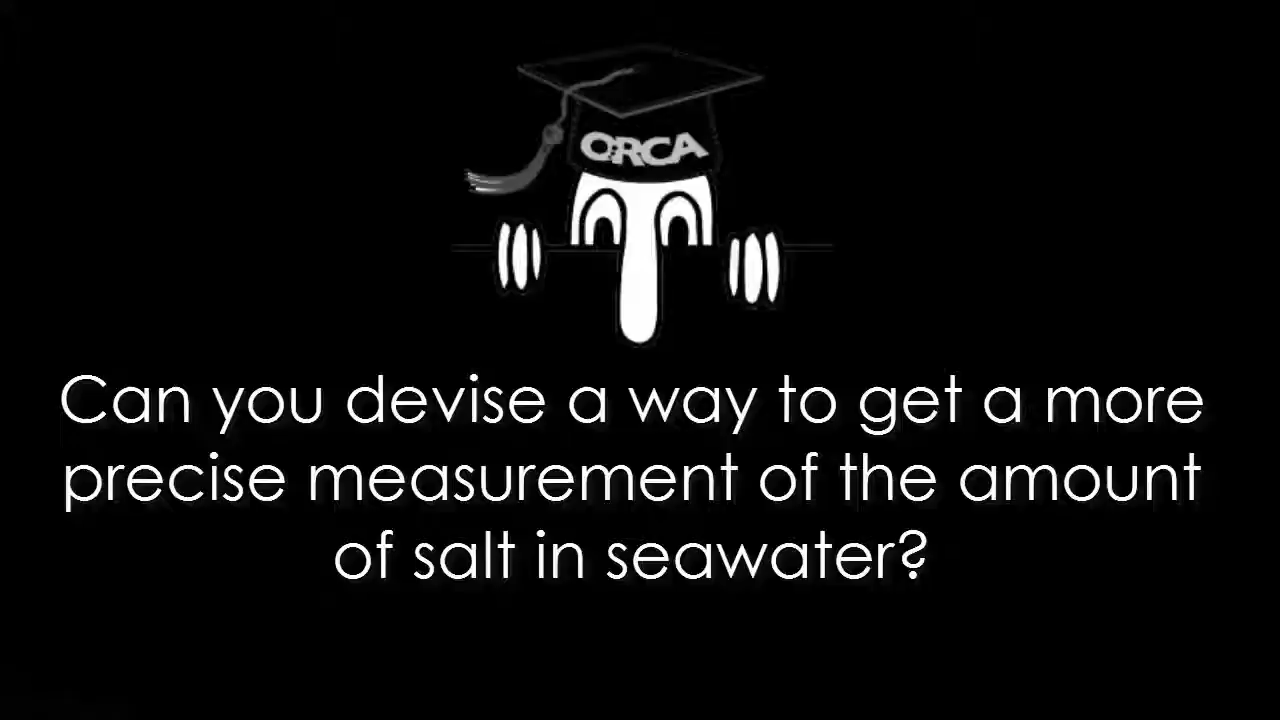 ORCA
Can you devise a way to get a more
precise measurement of the amount
of salt in seawater?